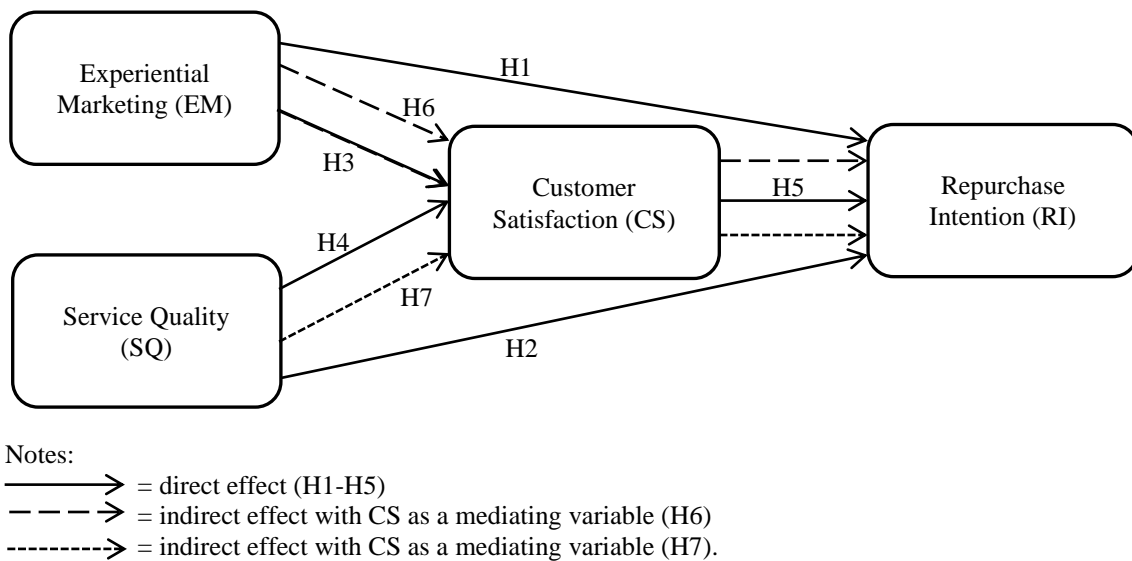 Experiential
Marketing (EM)
H1
H6
H3
Customer
Satisfaction (CS)
H5
Repurchase
Intention (RI)
H4
Service Quality
(SQ)
H7
H2
Notes:
= direct effect (H1-H5)
= indirect effect with CS as a mediating variable (H6)
= indirect effect with CS as a mediating variable (H7).